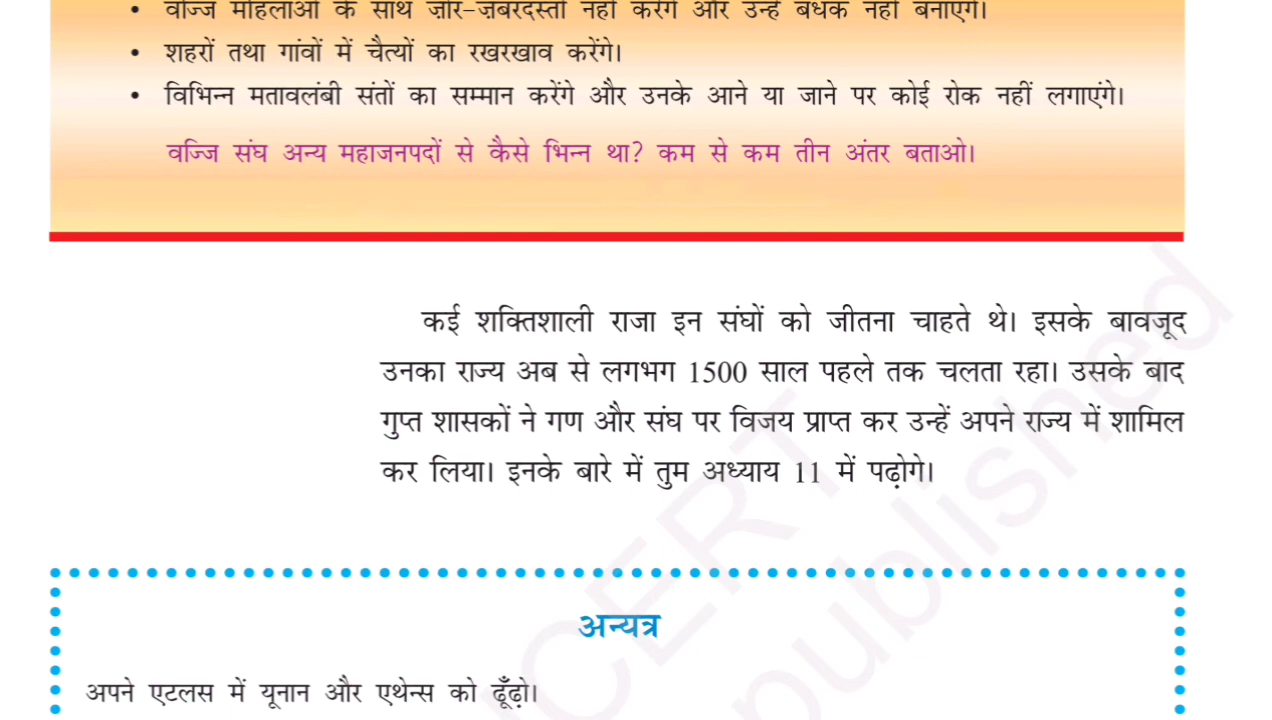 • वज्जि महिलाओं के साथ ज़ोर-ज़बरदस्ती नहीं करेंगे और उन्हें बंधक नहीं बनाएंगे।
• शहरों तथा गांवों में चैत्यों का रखरखाव करेंगे।
• विभिन्न मतावलंबी संतों का सम्मान करेंगे और उनके आने या जाने पर कोई रोक नहीं लगाएंगे।
वज्जि संघ अन्य महाजनपदों से कैसे भिन्न था? कम से कम तीन अंतर बताओ।
कई शक्तिशाली राजा इन संघों को जीतना चाहते थे। इसके बावजूद
उनका राज्य अब से लगभग 1500 साल पहले तक चलता रहा। उसके बाद
गुप्त शासकों ने गण और संघ पर विजय प्राप्त कर उन्हें अपने राज्य में शामिल
कर लिया। इनके बारे में तुम अध्याय 11 में पढ़ोगे।
अन्यत्र
अपने एटलस में यूनान और एथेन्स को ढूँढ़ो।
NCERT
published